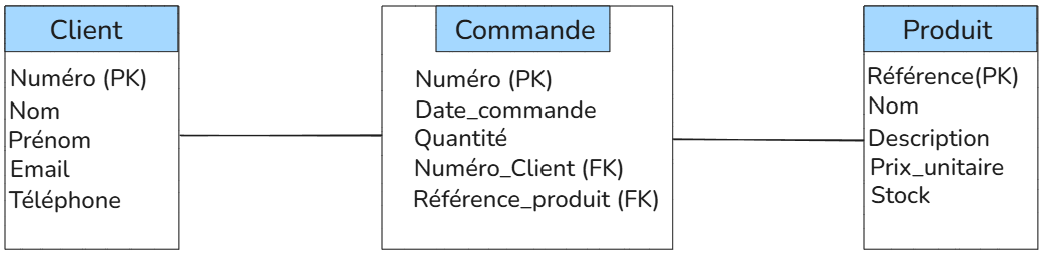 Client
Numéro (PK)
Nom
Prénom
Email
Téléphone
Commande
Numéro (PK)
Date_commande
Quantité
Numéro_Client (FK)
Référence_produit (FK)
Produit
Référence(PK)
Nom
Description
Prix_unitaire
Stock